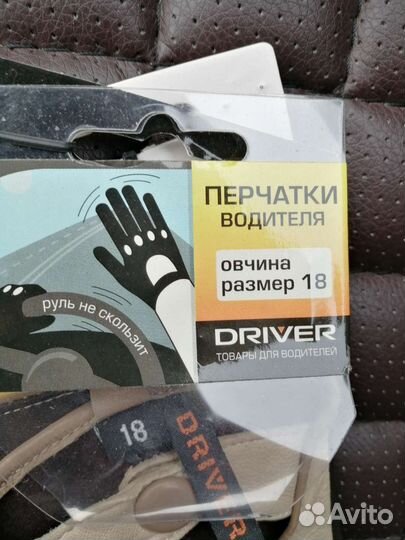 ПЕРЧАТКИ
ВОДИТЕЛЯ
овчина
размер 18
DRIVER
ТОВАРЫ ДЛЯ ВОДИТЕЛЕЙ
руль не скользит
18
DRIVER
Avito